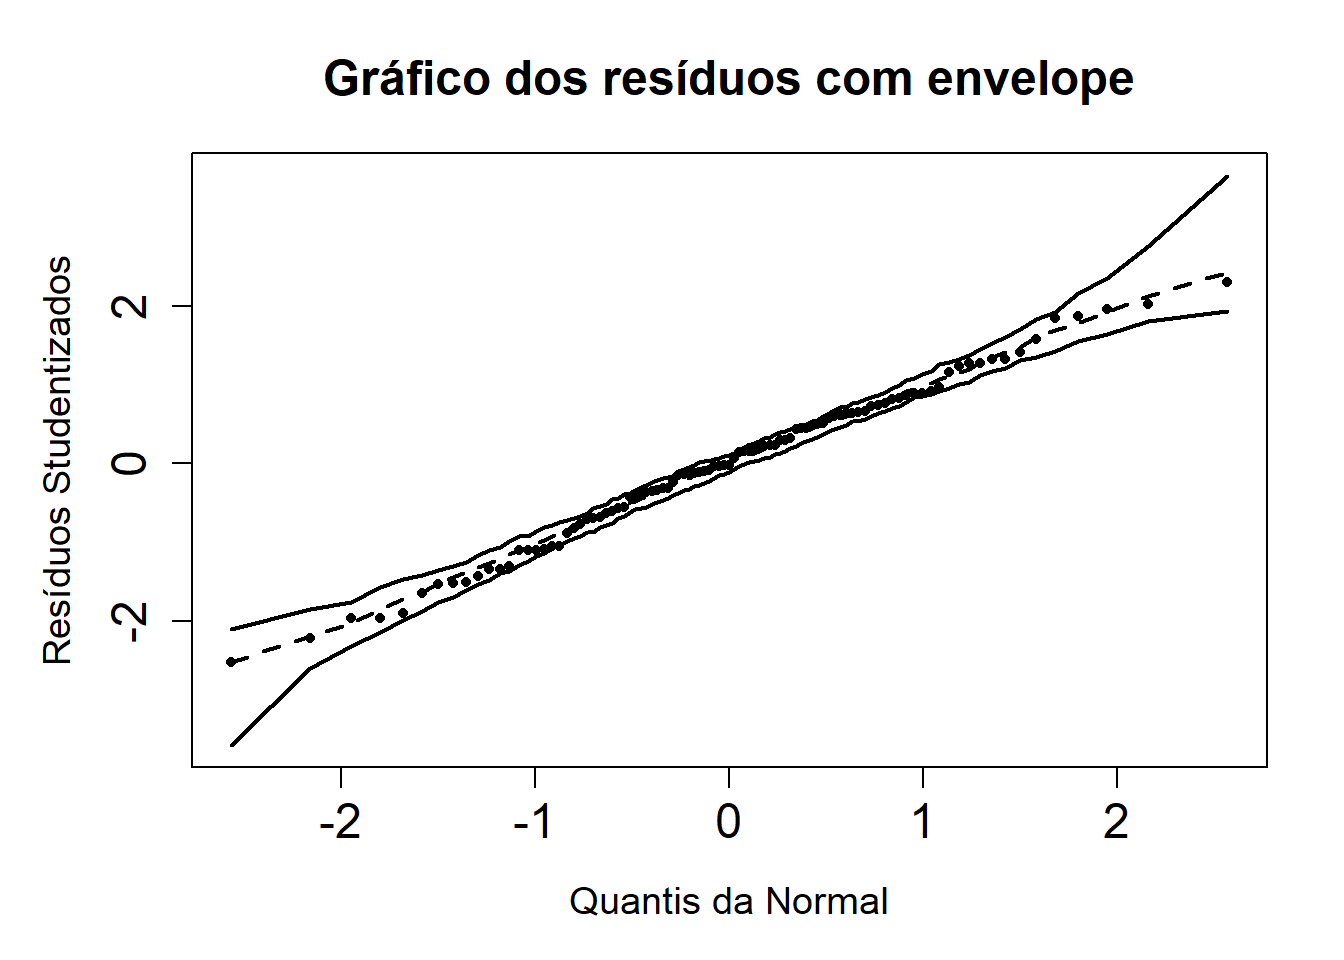 Gráfico dos resíduos com envelope
Resíduos Studentizados
2
0
-2
-2 -1 0 1 2
Quantis da Normal